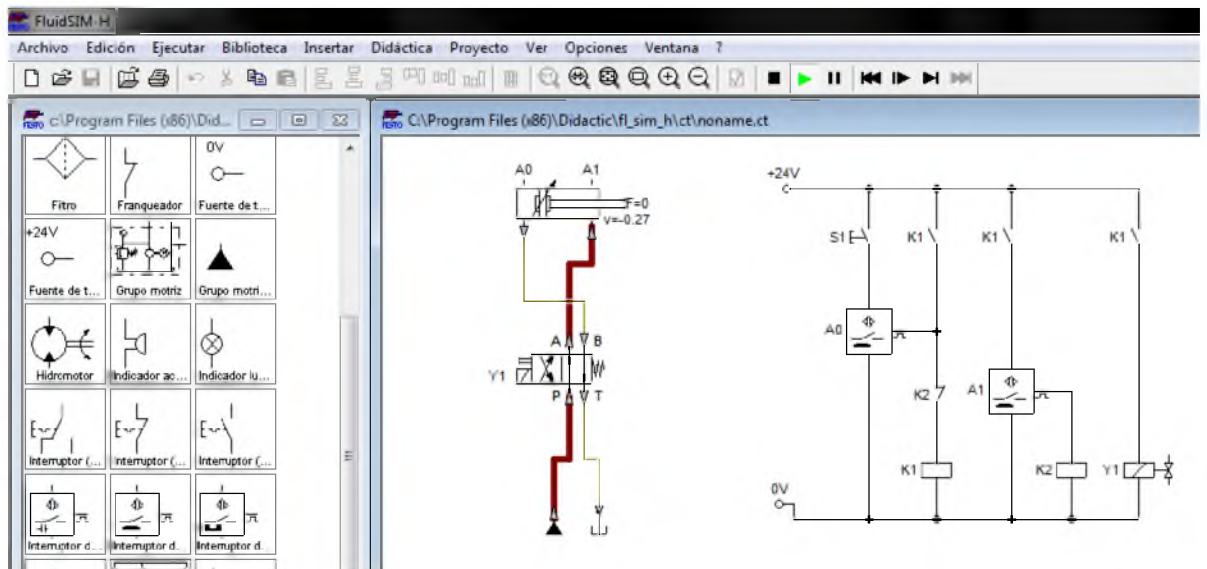 FluidSIM-H
Archivo Edición Ejecutar Biblioteca Insertar Didáctica Proyecto Ver Opciones Ventana ?
c:\Program Files (x86)\Did...
C:\Program Files (x86)\Didactic\fl_sim_h\ct\noname.ct
Fitro
Franqueador
0V
Fuente de t...
+24V
Fuente de t...
Grupo motriz
Grupo motri...
Hidromotor
Indicador ac...
Indicador lu...
Interruptor (...
Interruptor (...
Interruptor (...
Interruptor d...
Interruptor d...
Interruptor d...
A0 A1
F=0
v=-0.27
A B
Y1
P T
+24V
S1 K1 K1 K1
A0
K2 A1
K1 K2 Y1
0V